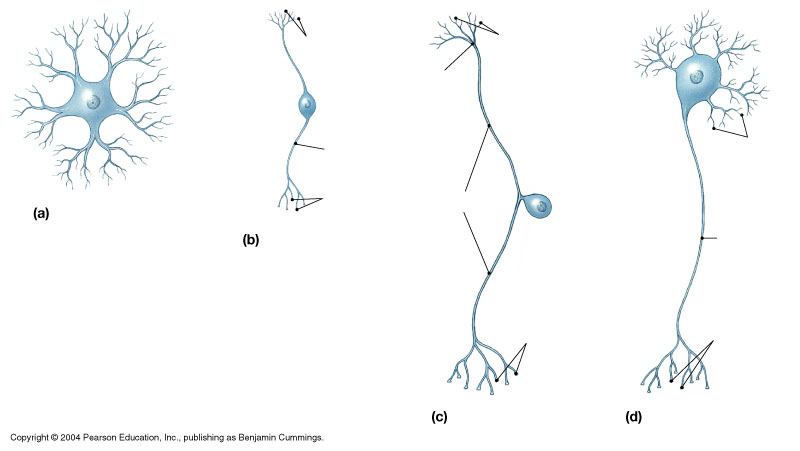 (a)
(b)
(c)
(d)
Copyright © 2004 Pearson Education, Inc., publishing as Benjamin Cummings.